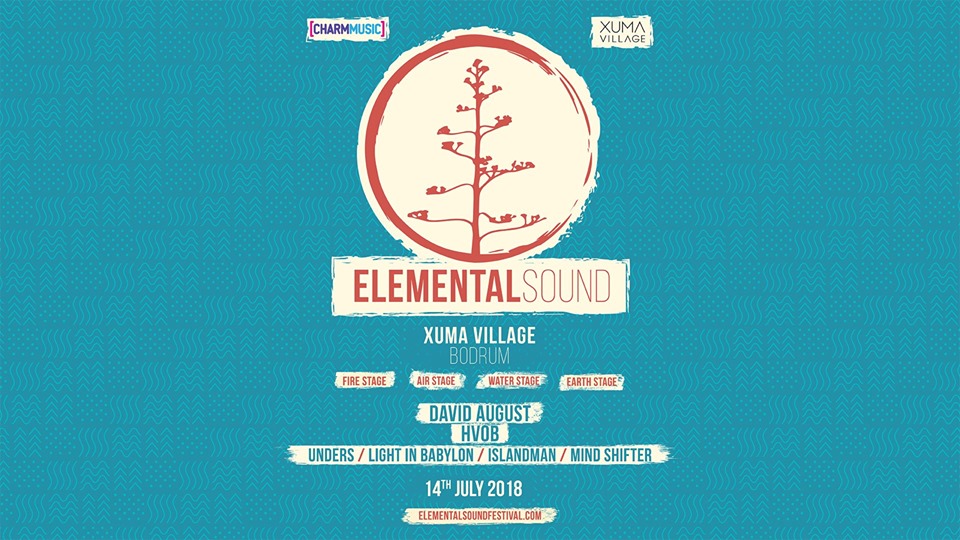 [CHARMMUSIC]
XUMA
VILLAGE
ELEMENTALSOUND
XUMA VILLAGE
BODRUM
FIRE STAGE AIR STAGE WATER STAGE EARTH STAGE
DAVID AUGUST
HVOB
UNDERS / LIGHT IN BABYLON / ISLANDMAN / MIND SHIFTER
14TH JULY 2018
ELEMENTALSOUNDFESTIVAL.COM